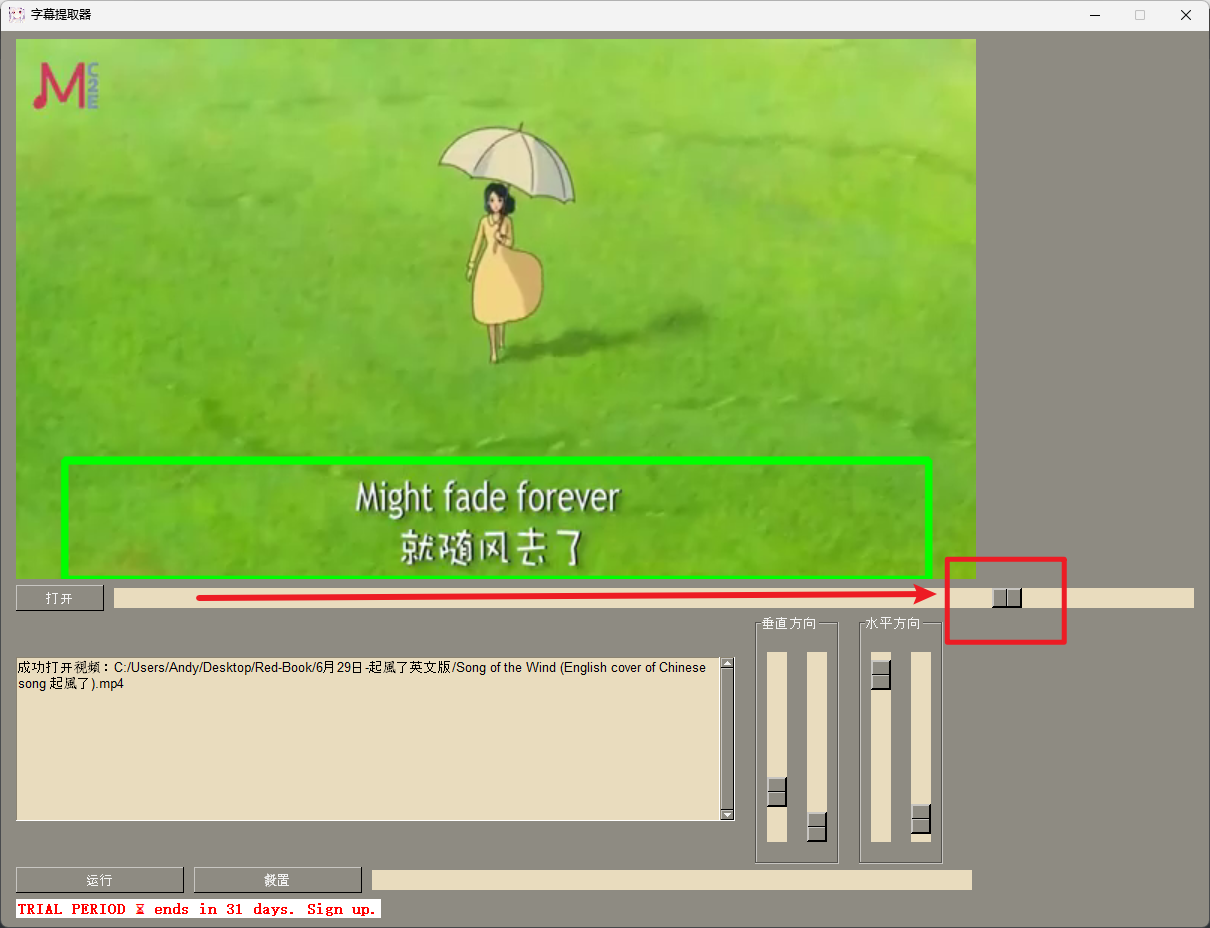 字幕提取器
M C2E
Might fade forever
就随风去了
打开
垂直方向
水平方向
成功打开视频：C:/Users/Andy/Desktop/Red-Book/6月29日-起風了英文版/Song of the Wind (English cover of Chinese
song 起風了).mp4
运行
TRIAL PERIOD ⧖ ends in 31 days. Sign up.